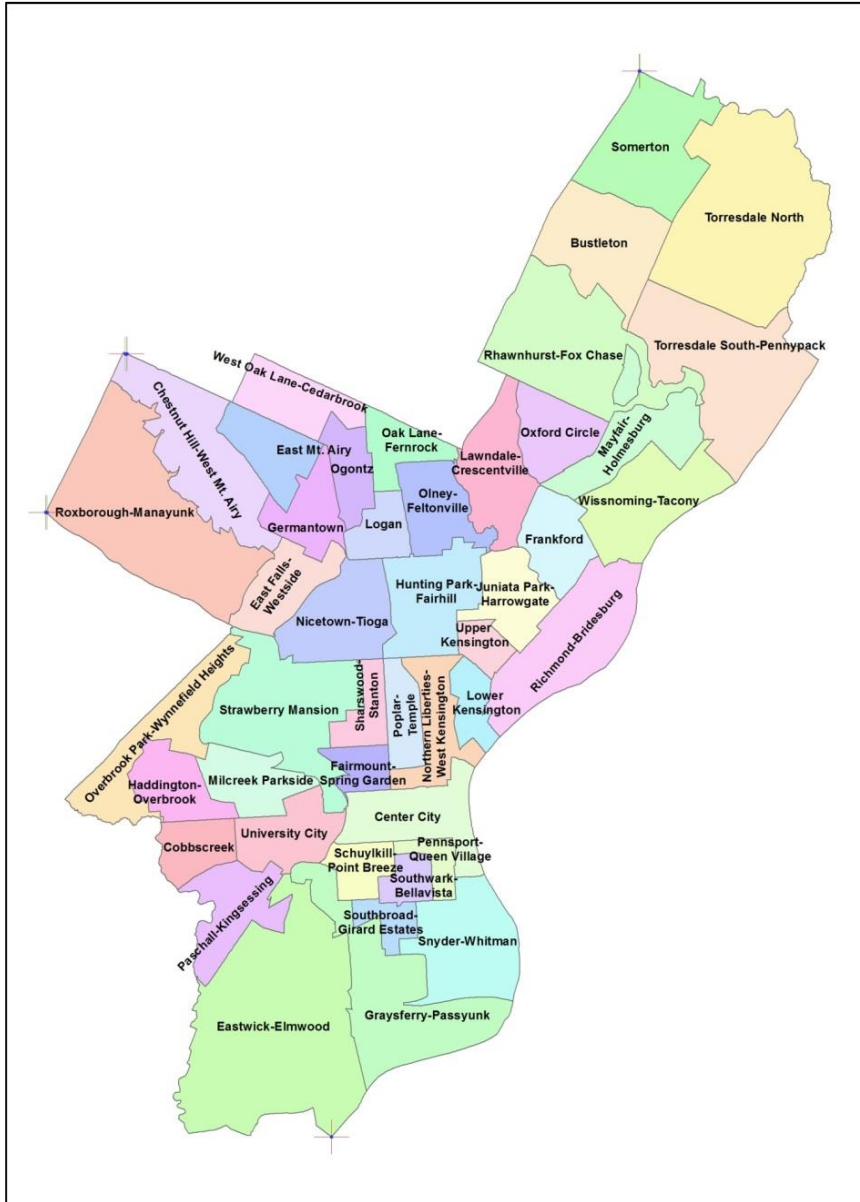 Somerton
Torresdale North
Bustleton
Rhawnhurst-Fox Chase
Torresdale South-Pennypack
West Oak Lane-Cedarbrook
Chestnut Hill-West Mt. Airy
Oak Lane-
Fernrock
Oxford Circle
Mayfair-
Holmesburg
East Mt. Airy
Ogontz
Lawndale-
Crescentville
Wissnoming-Tacony
Roxborough-Manayunk
Olney-
Feltonville
Germantown
Logan
Frankford
East Falls-
Westside
Hunting Park-
Fairhill
Juniata Park-
Harrowgate
Nicetown-Tioga
Upper
Kensington
Richmond-Bridesburg
Overbrook Park-Wynnefield Heights
Strawberry Mansion
Sharswood-
Stanton
Poplar-
Temple
Northern Liberties-
West Kensington
Lower
Kensington
Haddington-
Overbrook
Milcreek Parkside
Fairmount-
Spring Garden
Center City
Cobbscreek
University City
Schuylkill-
Point Breeze
Pennsport-
Queen Village
Southwark-
Bellavista
Paschall-Kingsessing
Southbroad-
Girard Estates
Snyder-Whitman
Graysferry-Passyunk
Eastwick-Elmwood